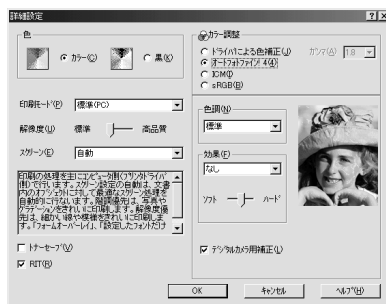 詳細設定
色
カラー(C)
黒(K)
印刷モード(P) 標準(PC)
解像度(U) 標準 高品質
スクリーン(E) 自動
印刷の処理を主にコンピュータ側(プリンタドライバ
側)で行います。スクリーン設定の自動は、文書
内のオブジェクトに対して最適なスクリーン処理を
自動的に行ないます。階調優先は、写真や
グラデーションをきれいに印刷します。解像度優
先は、細かい線や模様をきれいに印刷しま
す。「フォームオーバーレイ」、「設定したフォントだけ
トナーセーブ(V)
RIT(R)
カラー調整
ドライバによる色補正(J) ガンマ(A) 1.8
オートフォトファイン!4(4)
ICM(I)
sRGB(B)
色調(N)
標準
効果(F)
なし
ソフト ハード
デジタルカメラ用補正(L)
OK キャンセル ヘルプ(H)